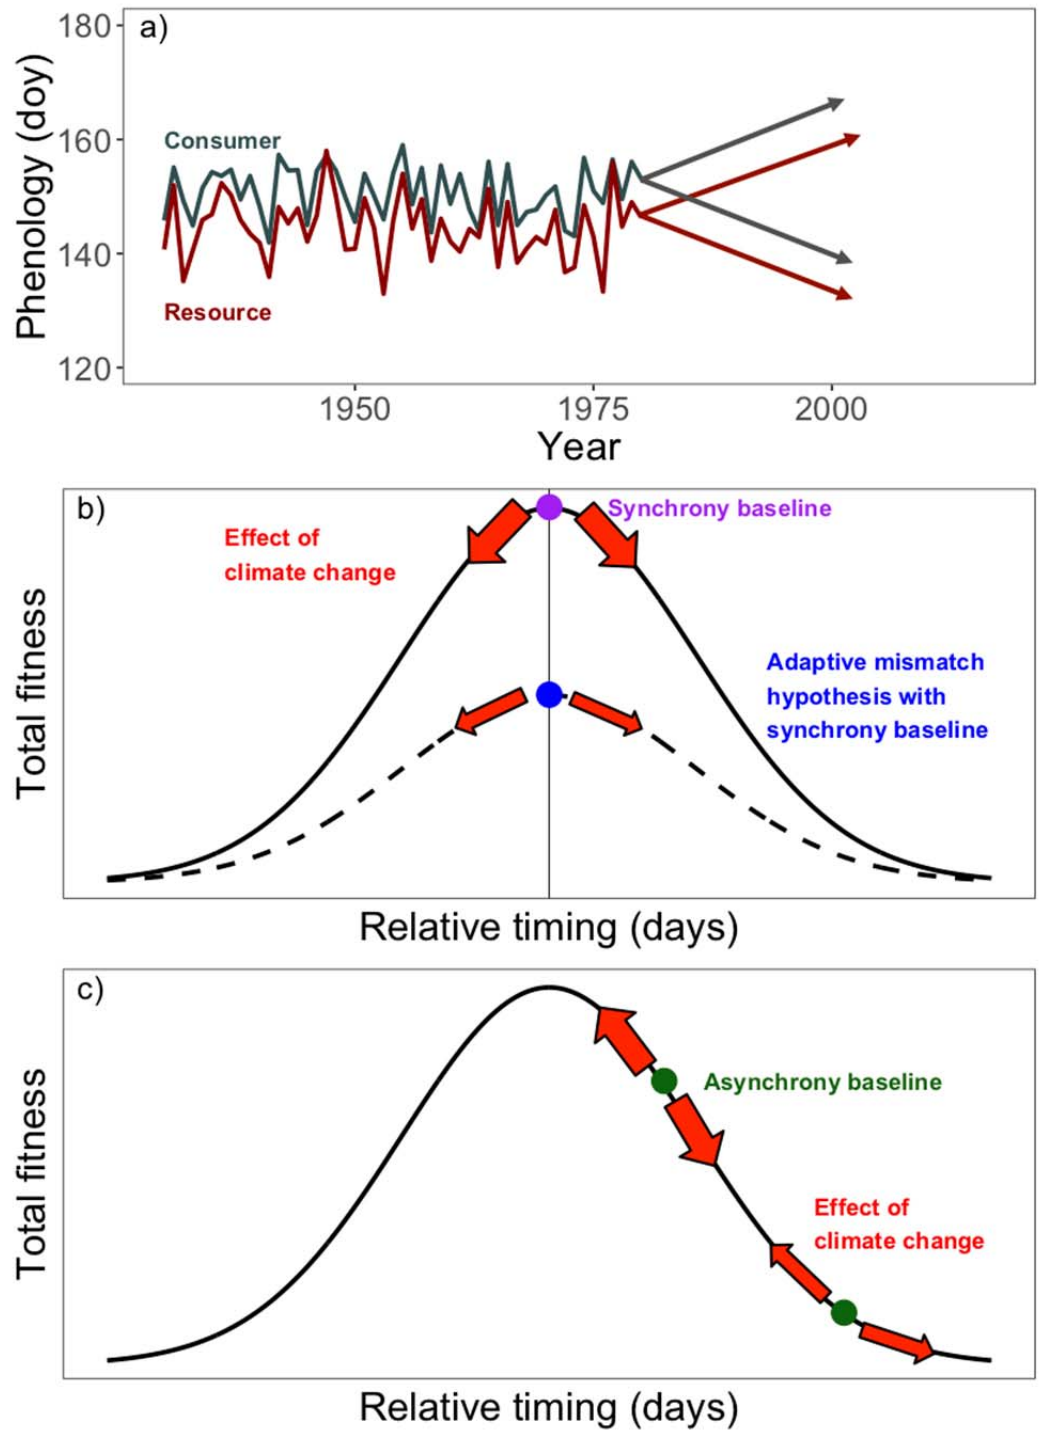 a)
180
160
140
120
Phenology (doy)
Consumer
Resource
1950
1975
2000
Year
b)
Synchrony baseline
Effect of
climate change
Adaptive mismatch
hypothesis with
synchrony baseline
Total fitness
Relative timing (days)
c)
Asynchrony baseline
Effect of
climate change
Total fitness
Relative timing (days)